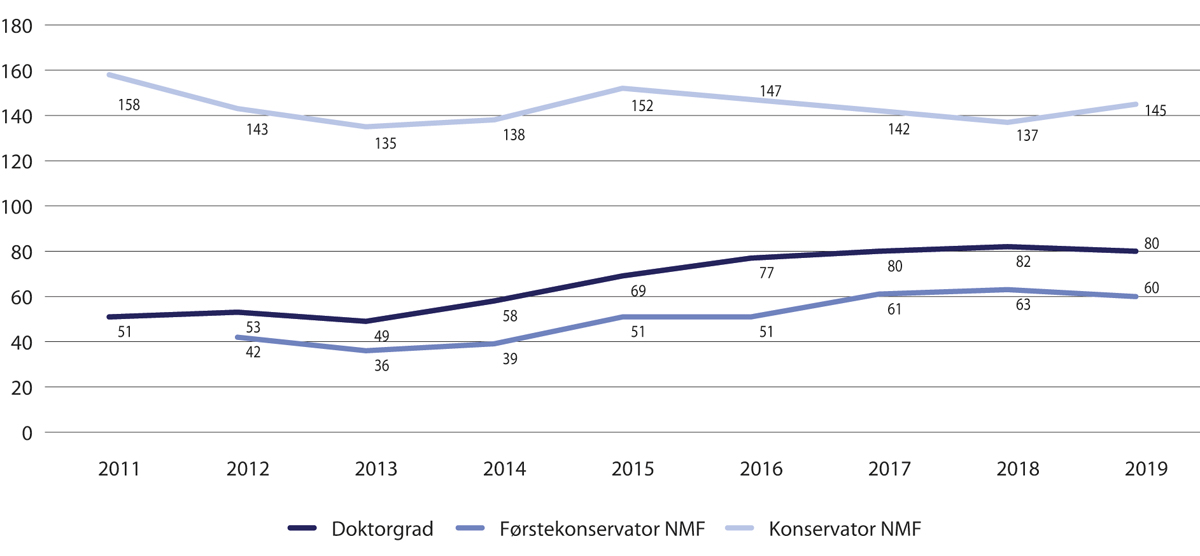 180
160
158 143 135 138 152 147 142 137 145
140
120
100
80
51 53 49 58 69 77 80 82 80
60
42 36 39 51 51 61 63 60
40
20
0
2011 2012 2013 2014 2015 2016 2017 2018 2019
Doktorgrad Førstekonservator NMF Konservator NMF